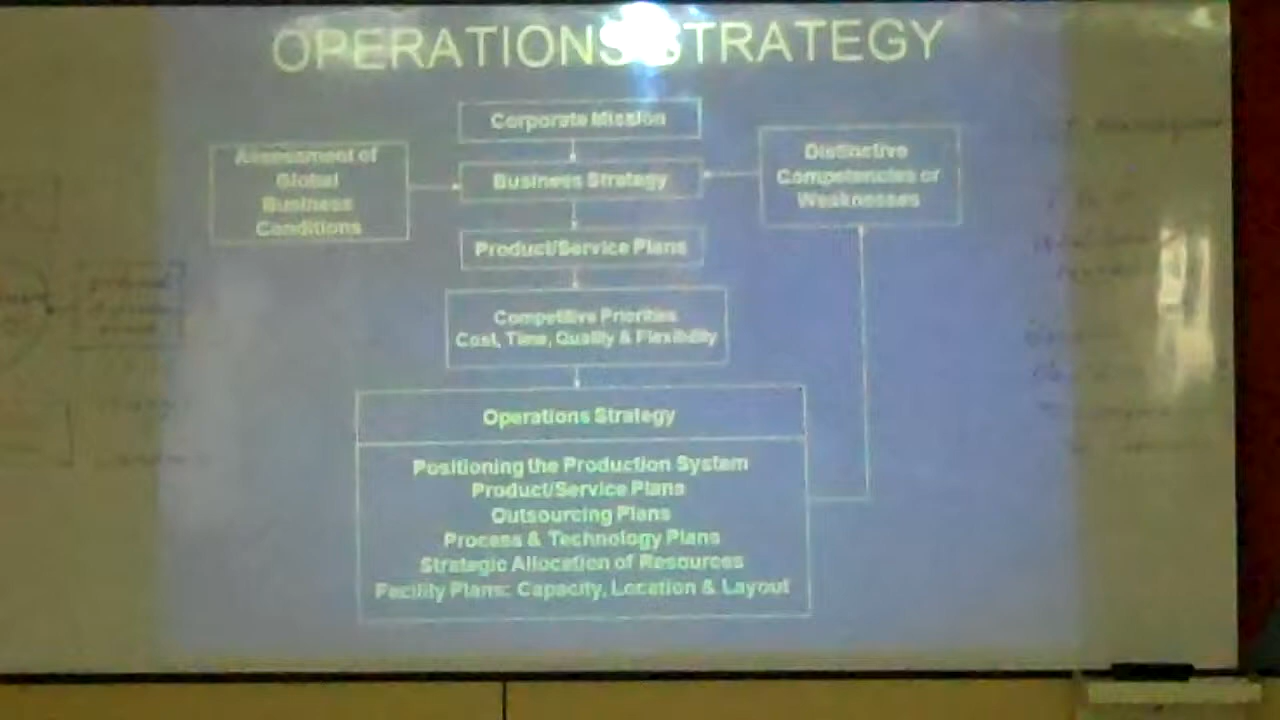 OPERATIONS STRATEGY
Corporate Mission
Assessment of
Global
Business
Conditions
Business Strategy
Distinctive
Competencies or
Weaknesses
Product/Service Plans
Competitive Priorities
Cost, Time, Quality & Flexibility
Operations Strategy
Positioning the Production System
Product/Service Plans
Outsourcing Plans
Process & Technology Plans
Strategic Allocation of Resources
Facility Plans: Capacity, Location & Layout